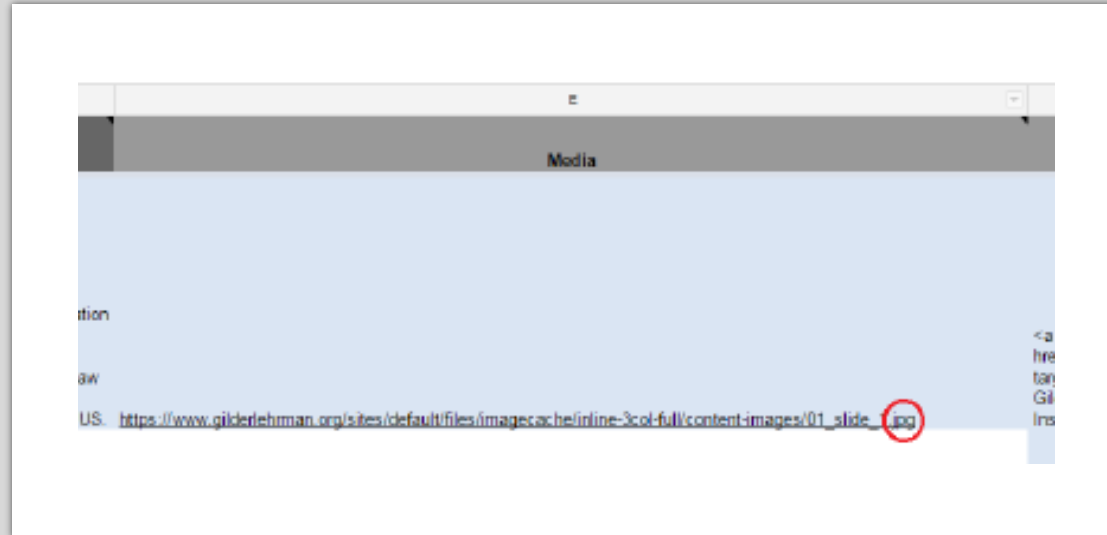 E
Media
ution
aw
US. https://www.gilderlehrman.org/sites/default/files/imagecache/inline-3col-full/content-images/01_slide_1.jpg
<a
hre
tar
Gil
Ins